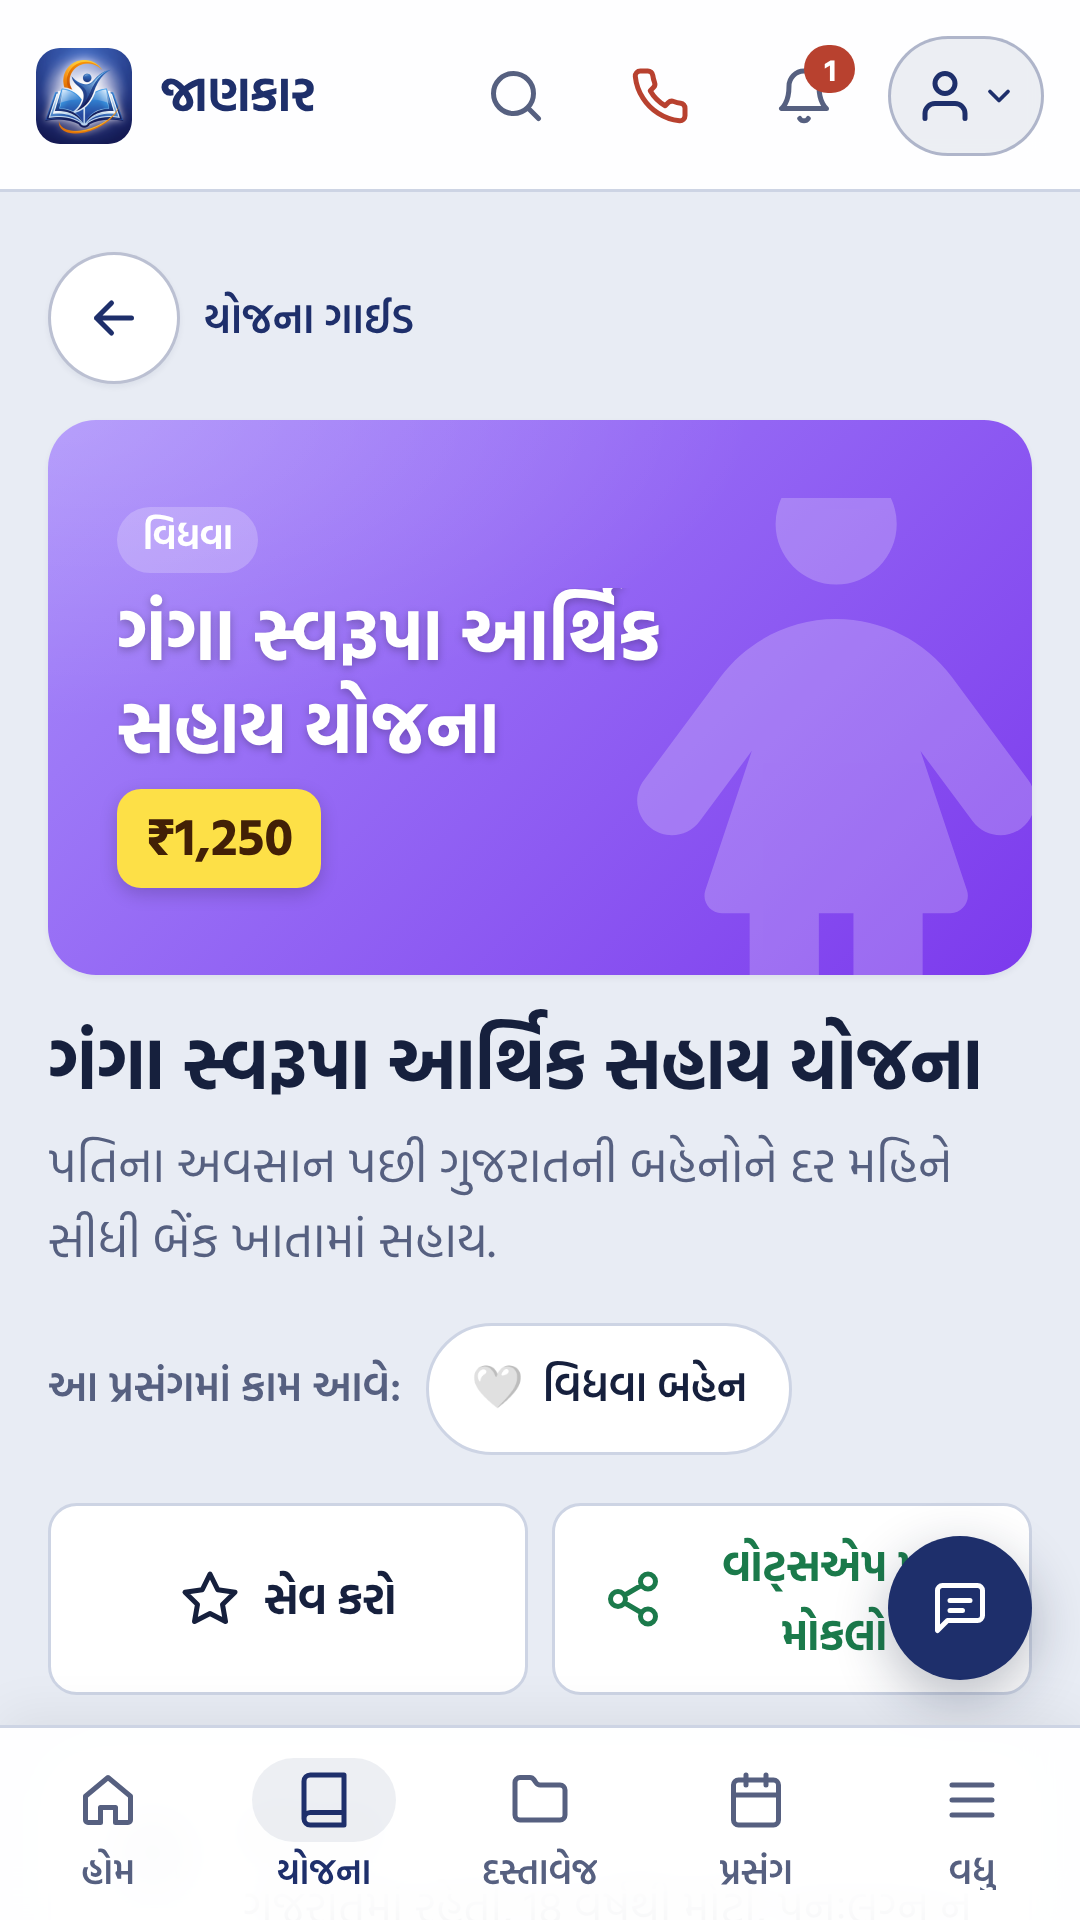 જાણકાર
1
યોજના ગાઈડ
વિધવા
ગંગા સ્વરૂપા આર્થિક
સહાય યોજના
₹1,250
ગંગા સ્વરૂપા આર્થિક સહાય યોજના
પતિના અવસાન પછી ગુજરાતની બહેનોને દર મહિને
સીધી બેંક ખાતામાં સહાય.
આ પ્રસંગમાં કામ આવે: 🤍 વિધવા બહેન
સેવ કરો
વોટ્સએપ
મોકલો
હોમ
યોજના
દસ્તાવેજ
પ્રસંગ
વધુ